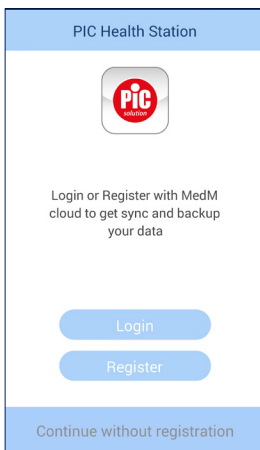 PIC Health Station
PiC
solution
Login or Register with MedM
cloud to get sync and backup
your data
Login
Register
Continue without registration